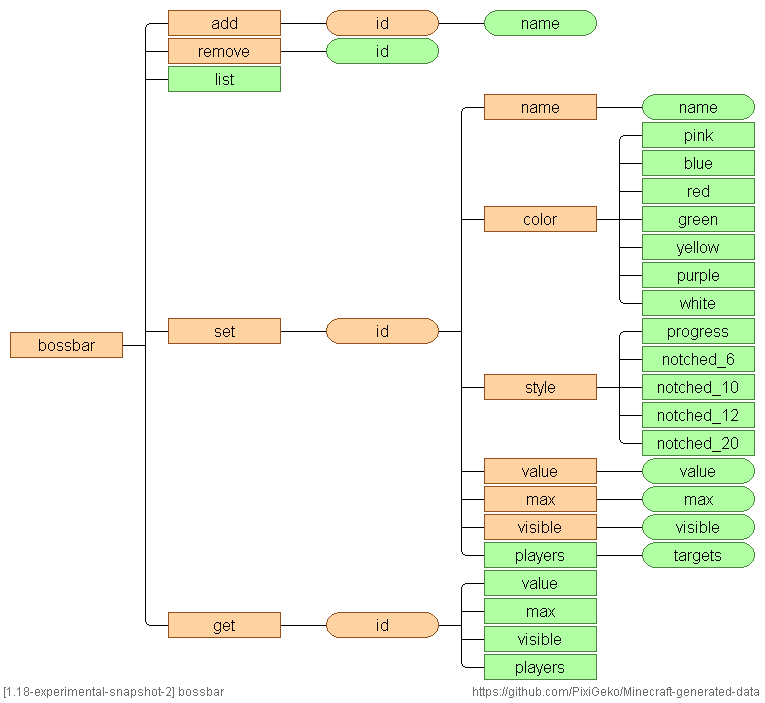 add id name
remove id
list
name name
pink
blue
red
color green
yellow
purple
white
set id progress
bossbar
notched_6
style notched_10
notched_12
notched_20
value value
max max
visible visible
players targets
value
max
get id
visible
players
[1.18-experimental-snapshot-2] bossbar https://github.com/PixiGeko/Minecraft-generated-data